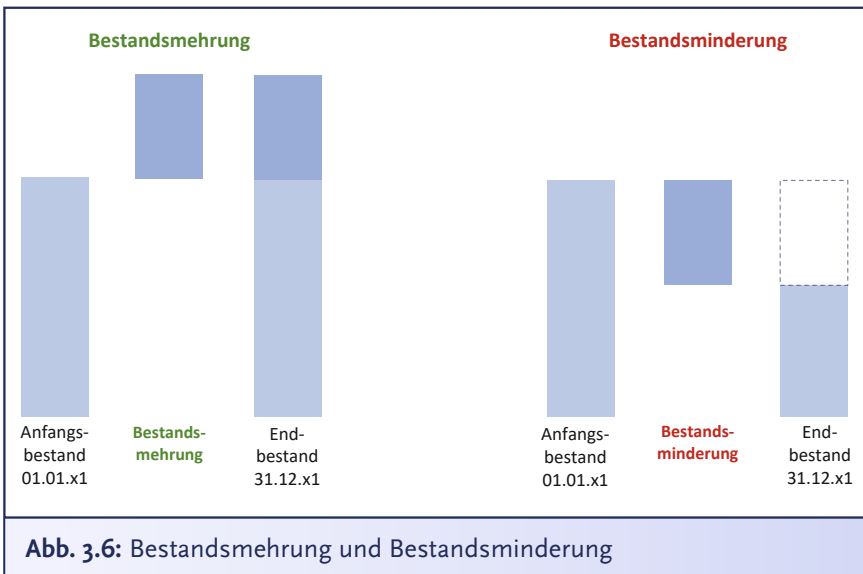 Bestandsmehrung
Anfangs-
bestand
01.01.x1
Bestands-
mehrung
End-
bestand
31.12.x1
Bestandsminderung
Anfangs-
bestand
01.01.x1
Bestands-
minderung
End-
bestand
31.12.x1
Abb. 3.6: Bestandsmehrung und Bestandsminderung